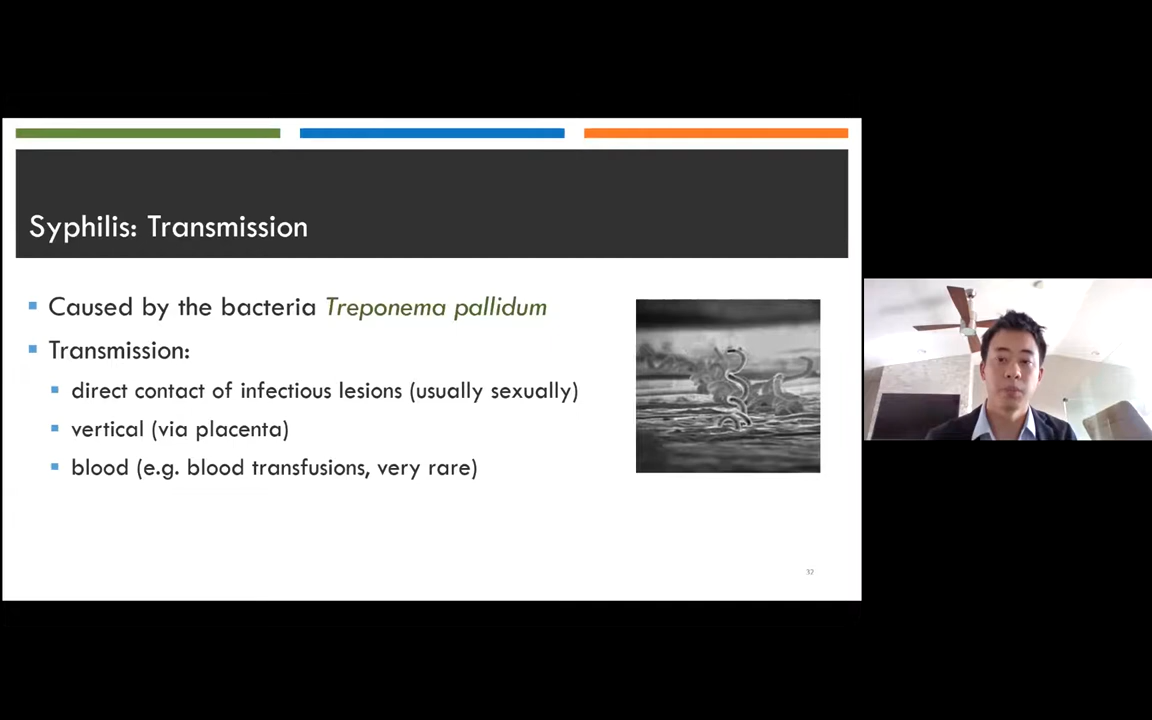 Syphilis: Transmission
Caused by the bacteria Treponema pallidum
Transmission:
direct contact of infectious lesions (usually sexually)
vertical (via placenta)
blood (e.g. blood transfusions, very rare)
32